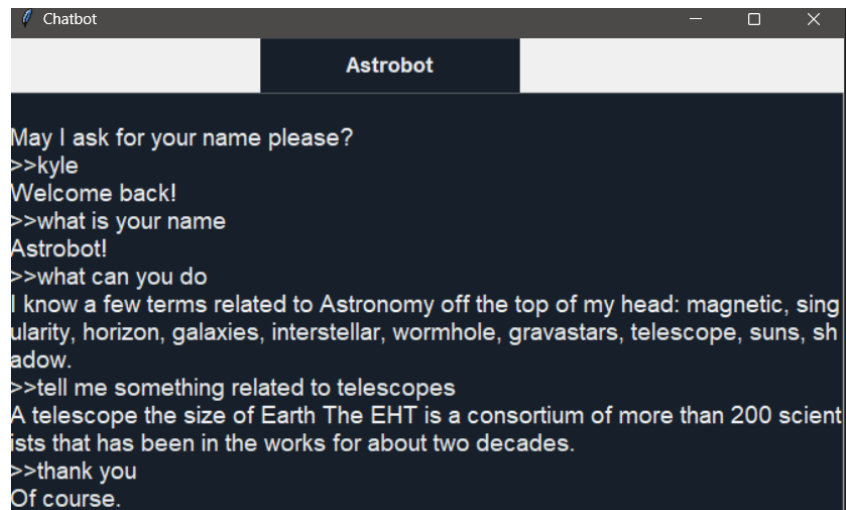 Chatbot
Astrobot
May I ask for your name please?
>>kyle
Welcome back!
>>what is your name
Astrobot!
>>what can you do
I know a few terms related to Astronomy off the top of my head: magnetic, sing
ularity, horizon, galaxies, interstellar, wormhole, gravastars, telescope, suns, sh
adow.
>>tell me something related to telescopes
A telescope the size of Earth The EHT is a consortium of more than 200 scient
ists that has been in the works for about two decades.
>>thank you
Of course.